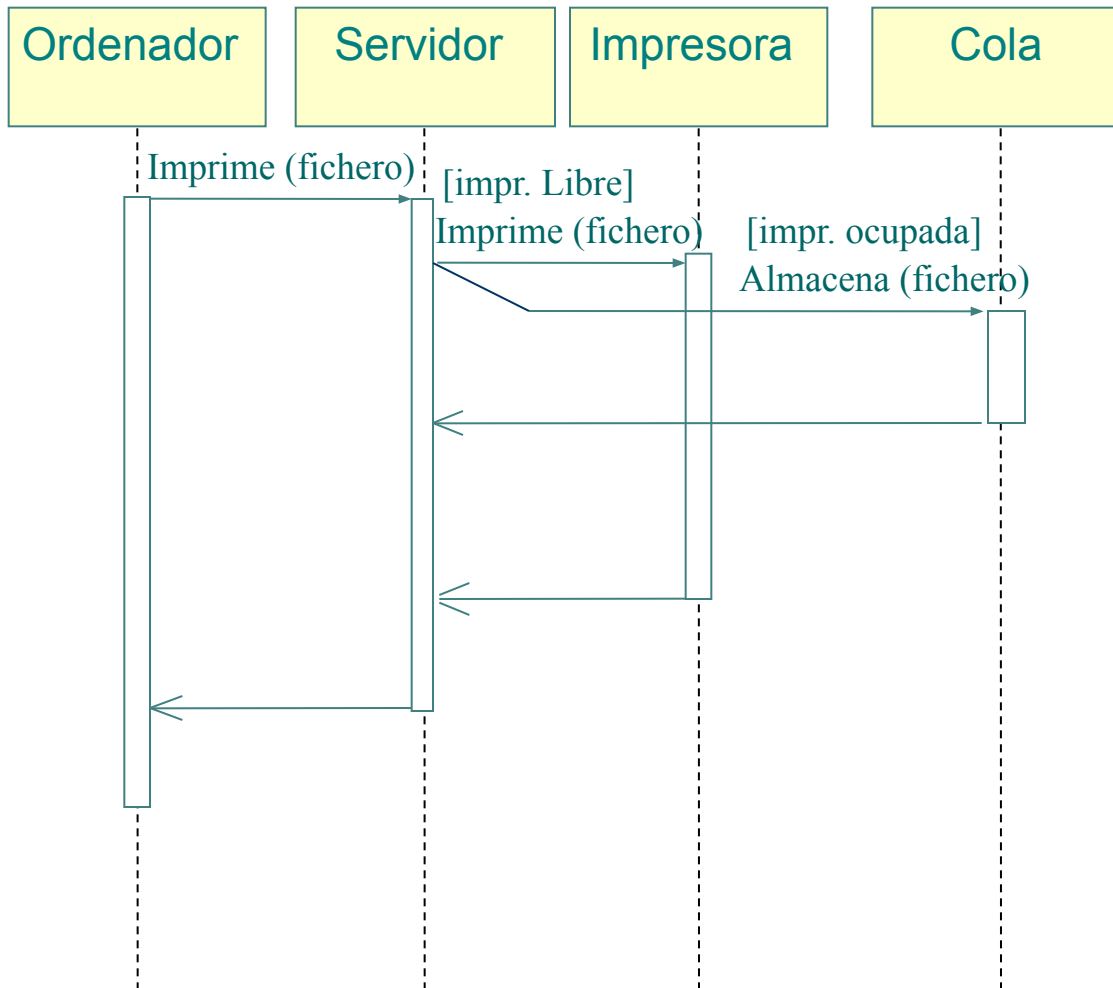 Ordenador
Servidor
Impresora
Cola
Imprime (fichero)
[impr. Libre]
Imprime (fichero)
[impr. ocupada]
Almacena (fichero)